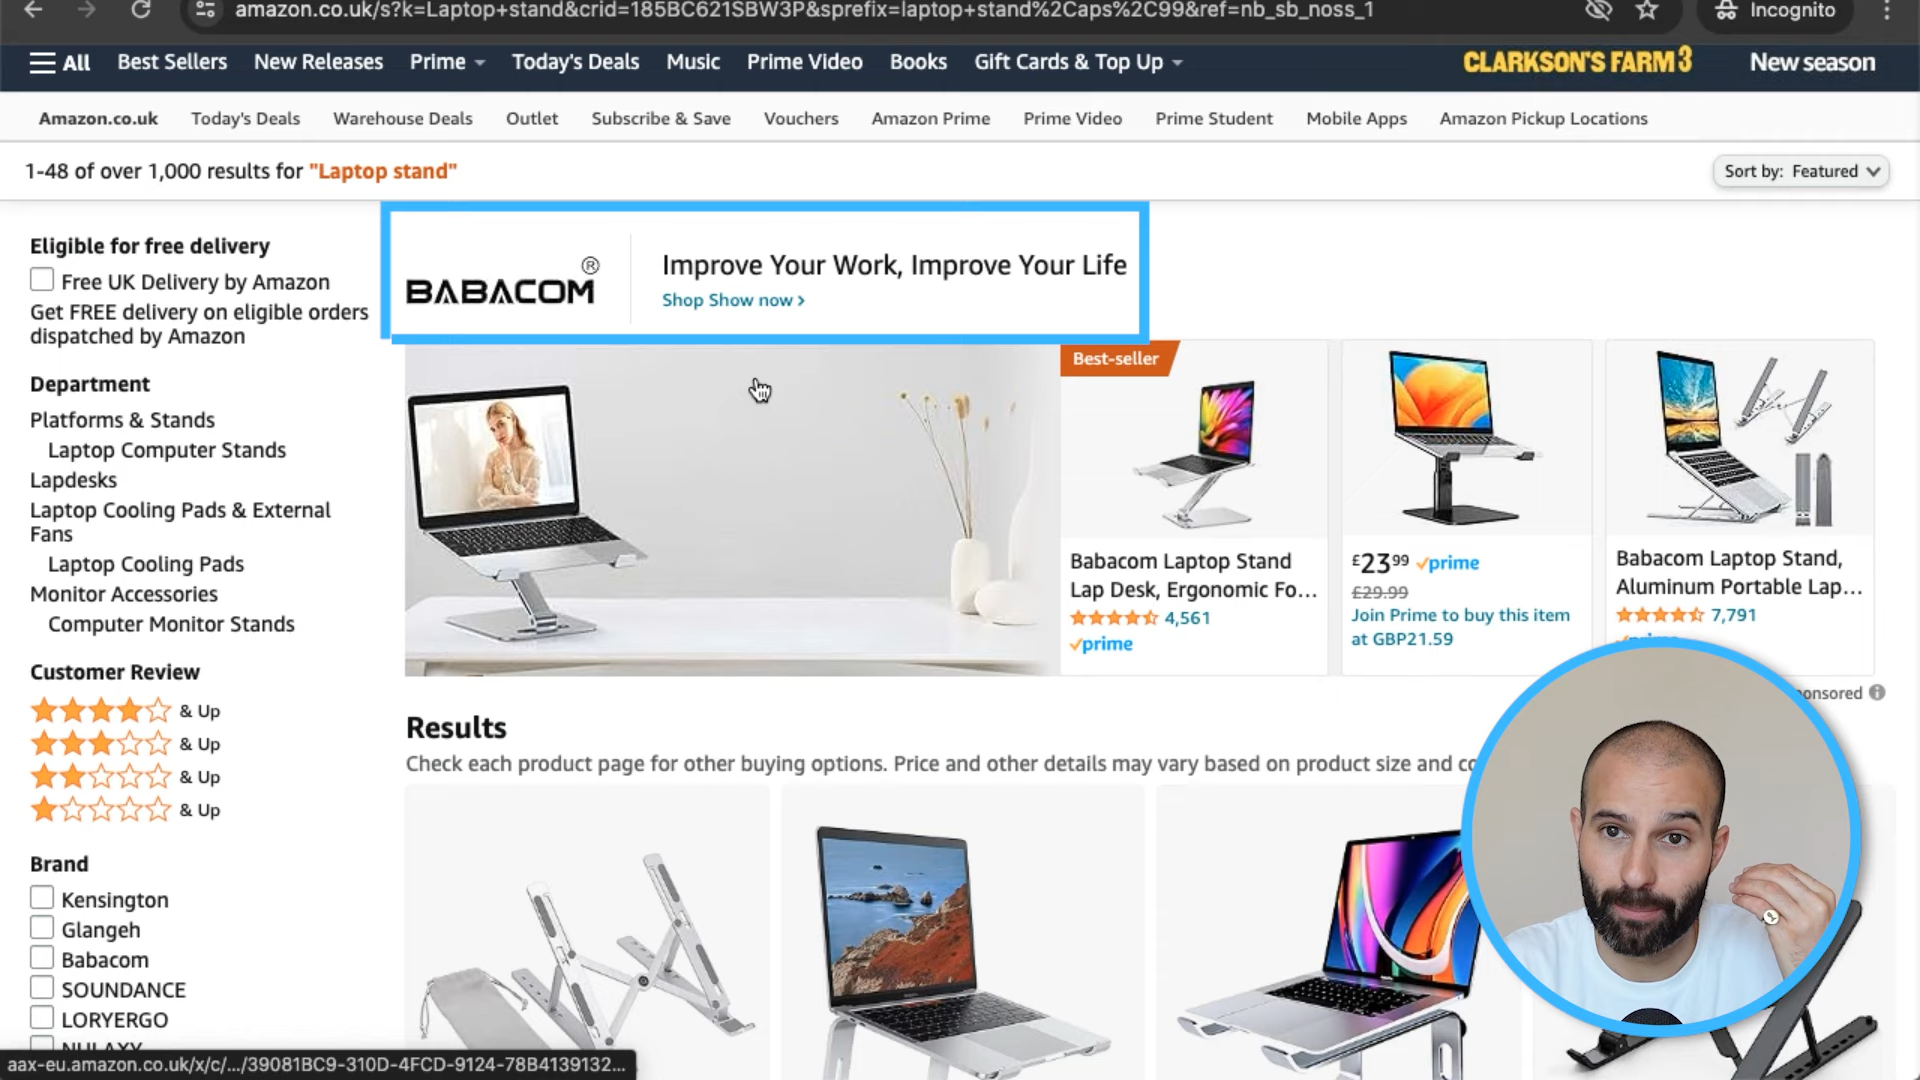 amazon.co.uk/s?k=Laptop+stand&crid=185BC621SBW3P&sprefix=laptop+stand%2Caps%2C99&ref=nb_sb_noss_1
Incognito
All Best Sellers New Releases Prime Today's Deals Music Prime Video Books Gift Cards & Top Up CLARKSON'S FARM 3 New season
Amazon.co.uk Today's Deals Warehouse Deals Outlet Subscribe & Save Vouchers Amazon Prime Prime Video Prime Student Mobile Apps Amazon Pickup Locations
1-48 of over 1,000 results for "Laptop stand"
Sort by: Featured
Eligible for free delivery
Free UK Delivery by Amazon
Get FREE delivery on eligible orders
dispatched by Amazon
Department
Platforms & Stands
Laptop Computer Stands
Lapdesks
Laptop Cooling Pads & External
Fans
Laptop Cooling Pads
Monitor Accessories
Computer Monitor Stands
Customer Review
& Up
& Up
& Up
& Up
Brand
Kensington
Glangeh
Babacom
SOUNDANCE
LORYERGO
NULAXY
BABACOM®
Improve Your Work, Improve Your Life
Shop Show now ›
Best-seller
Babacom Laptop Stand
Lap Desk, Ergonomic Fo...
4,561
prime
£23.99 prime
£29.99
Join Prime to buy this item
at GBP21.59
Babacom Laptop Stand,
Aluminum Portable Lap...
7,791
prime
onsored
Results
Check each product page for other buying options. Price and other details may vary based on product size and co
aax-eu.amazon.co.uk/x/c/.../39081BC9-310D-4FCD-9124-78B4139132...